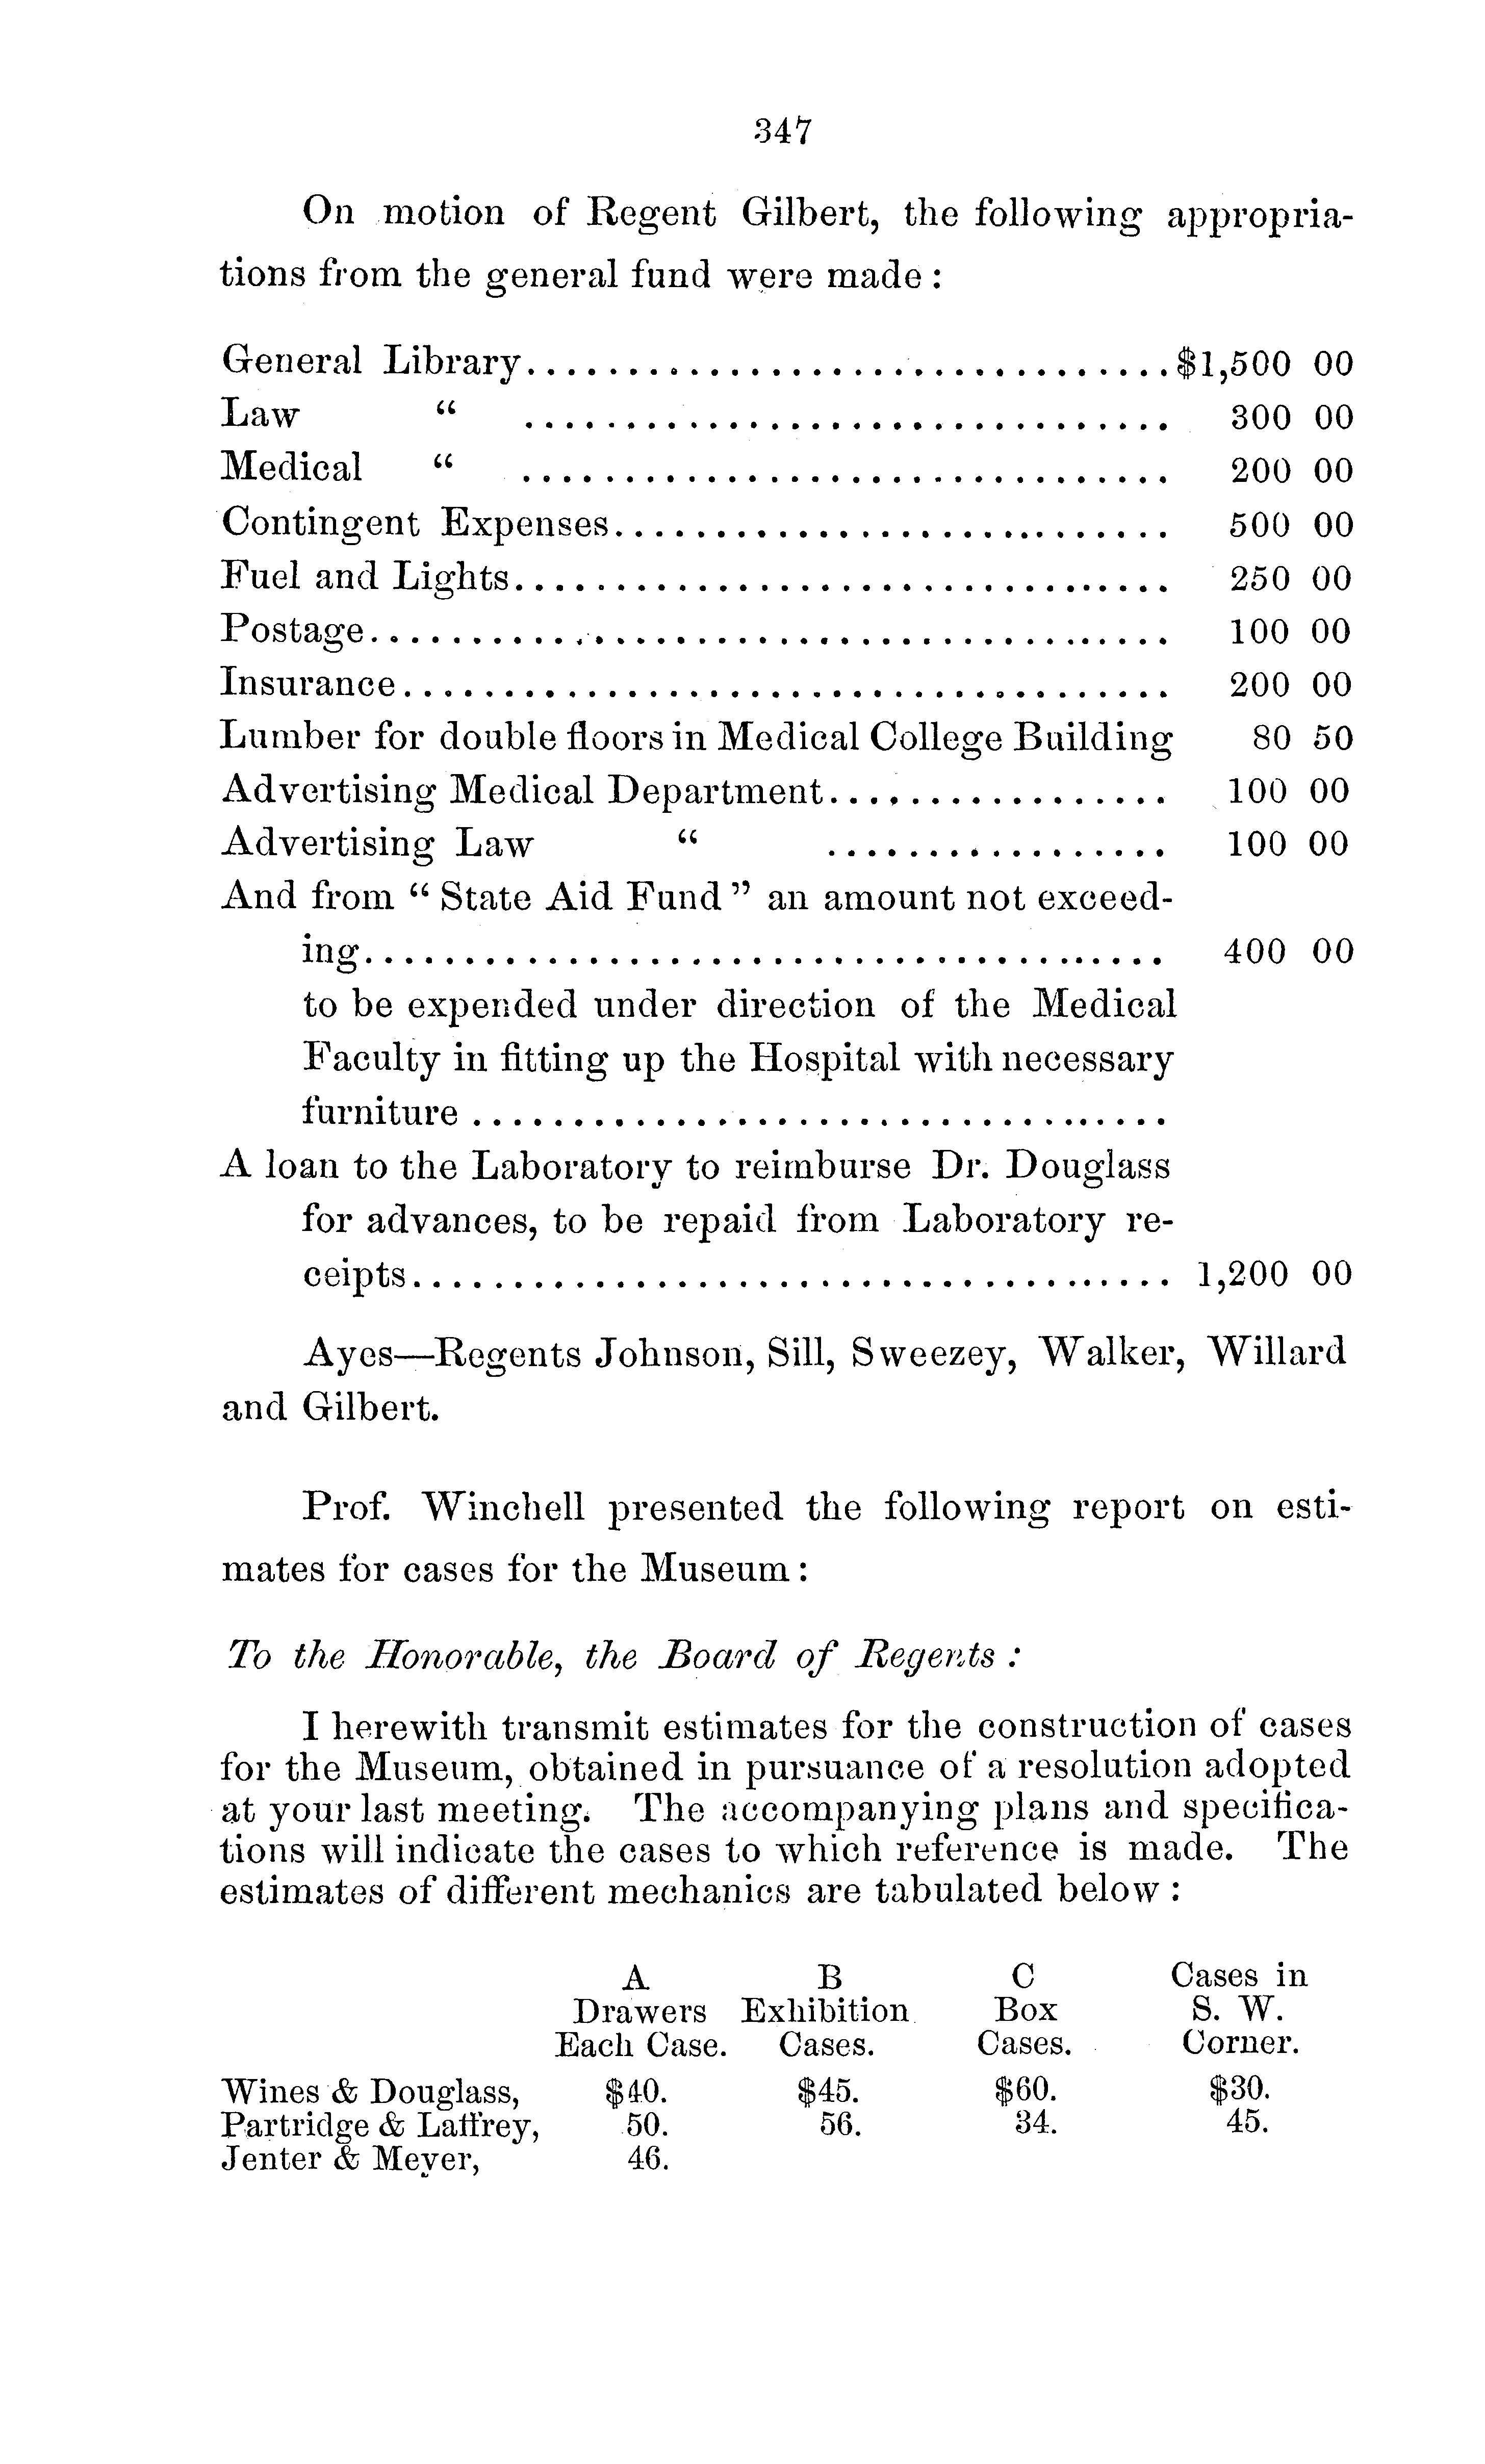 347
On motion of Regent Gilbert, the following appropria-
tions from the general fund were made :
General Library................................$1,500 00
Law “ ................................ 300 00
Medical “ ................................ 200 00
Contingent Expenses............................ 500 00
Fuel and Lights................................. 250 00
Postage........................................ 100 00
Insurance...................................... 200 00
Lumber for double floors in Medical College Building 80 50
Advertising Medical Department................. 100 00
Advertising Law “ ................. 100 00
And from “ State Aid Fund ” an amount not exceed-
ing........................................ 400 00
to be expended under direction of the Medical
Faculty in fitting up the Hospital with necessary
furniture ...................................
A loan to the Laboratory to reimburse Dr. Douglass
for advances, to be repaid from Laboratory re-
ceipts...................................... 1,200 00
Ayes—Regents Johnson, Sill, Sweezey, Walker, Willard
and Gilbert.
Prof. Winchell presented the following report on esti-
mates for cases for the Museum :
To the Honorable, the Board of Regents :
I herewith transmit estimates for the construction of cases
for the Museum, obtained in pursuance of a resolution adopted
at your last meeting. The accompanying plans and specifica-
tions will indicate the cases to which reference is made. The
estimates of different mechanics are tabulated below :
A B C Cases in
Drawers Exhibition Box S. W.
Each Case. Cases. Cases. Corner.
Wines & Douglass, $40. $45. $60. $30.
Partridge & Laffrey, 50. 56. 34. 45.
Jenter & Meyer, 46.